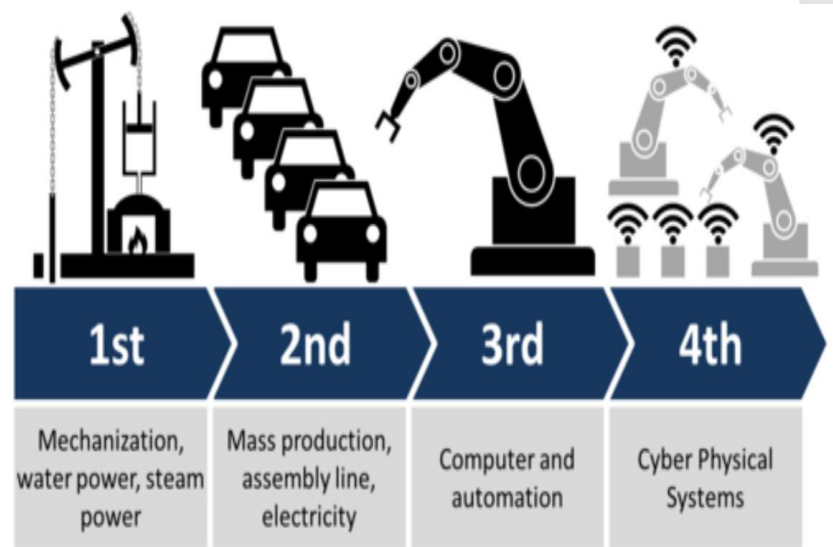 1st
2nd
3rd
4th
Mechanization,
water power, steam
power
Mass production,
assembly line,
electricity
Computer and
automation
Cyber Physical
Systems